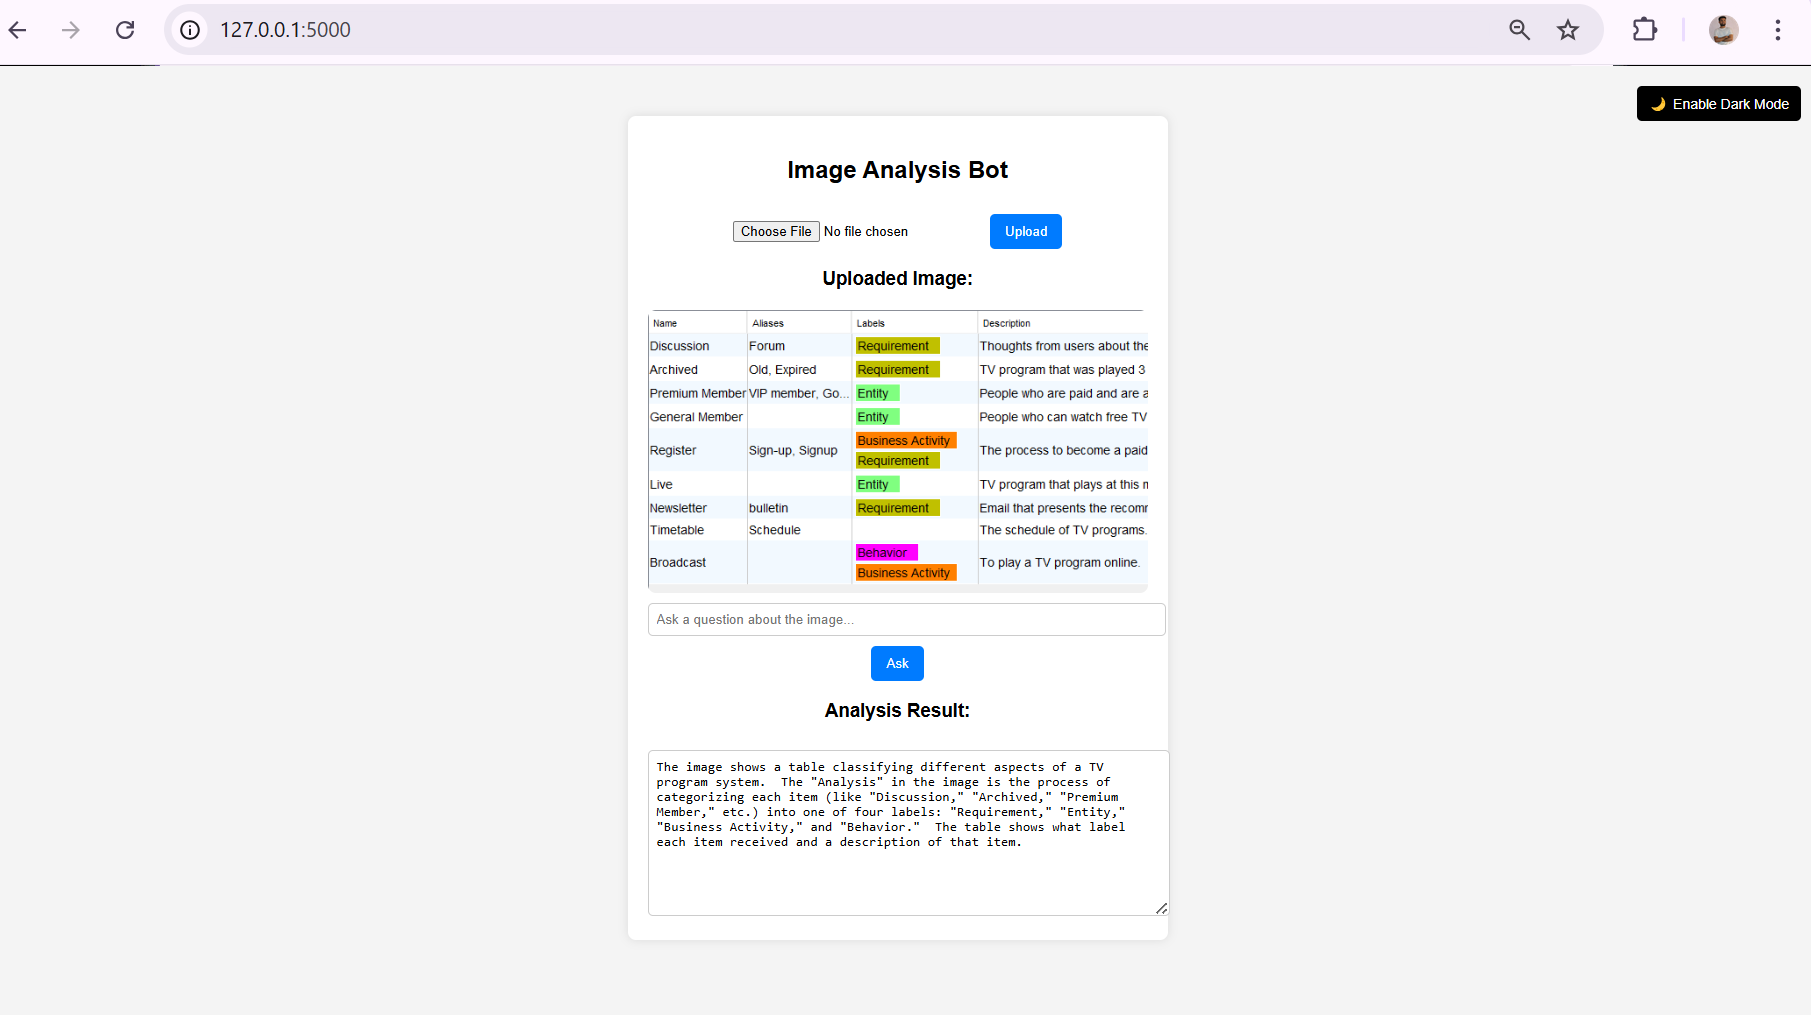 127.0.0.1:5000
🌙 Enable Dark Mode
Image Analysis Bot
Choose File No file chosen Upload
Uploaded Image:
Name Aliases Labels Description
Discussion Forum Requirement Thoughts from users about the
Archived Old, Expired Requirement TV program that was played 3
Premium Member VIP member, Go... Entity People who are paid and are a
General Member Entity People who can watch free TV
Business Activity
Register Sign-up, Signup The process to become a paid
Requirement
Live Entity TV program that plays at this
Newsletter bulletin Requirement Email that presents the
Timetable Schedule The schedule of TV programs.
Behavior
Broadcast To play a TV program online.
Business Activity
Ask a question about the image...
Ask
Analysis Result:
The image shows a table classifying different aspects of a TV
program system.  The "Analysis" in the image is the process of
categorizing each item (like "Discussion," "Archived," "Premium
Member," etc.) into one of four labels: "Requirement," "Entity,"
"Business Activity," and "Behavior."  The table shows what label
each item received and a description of that item.